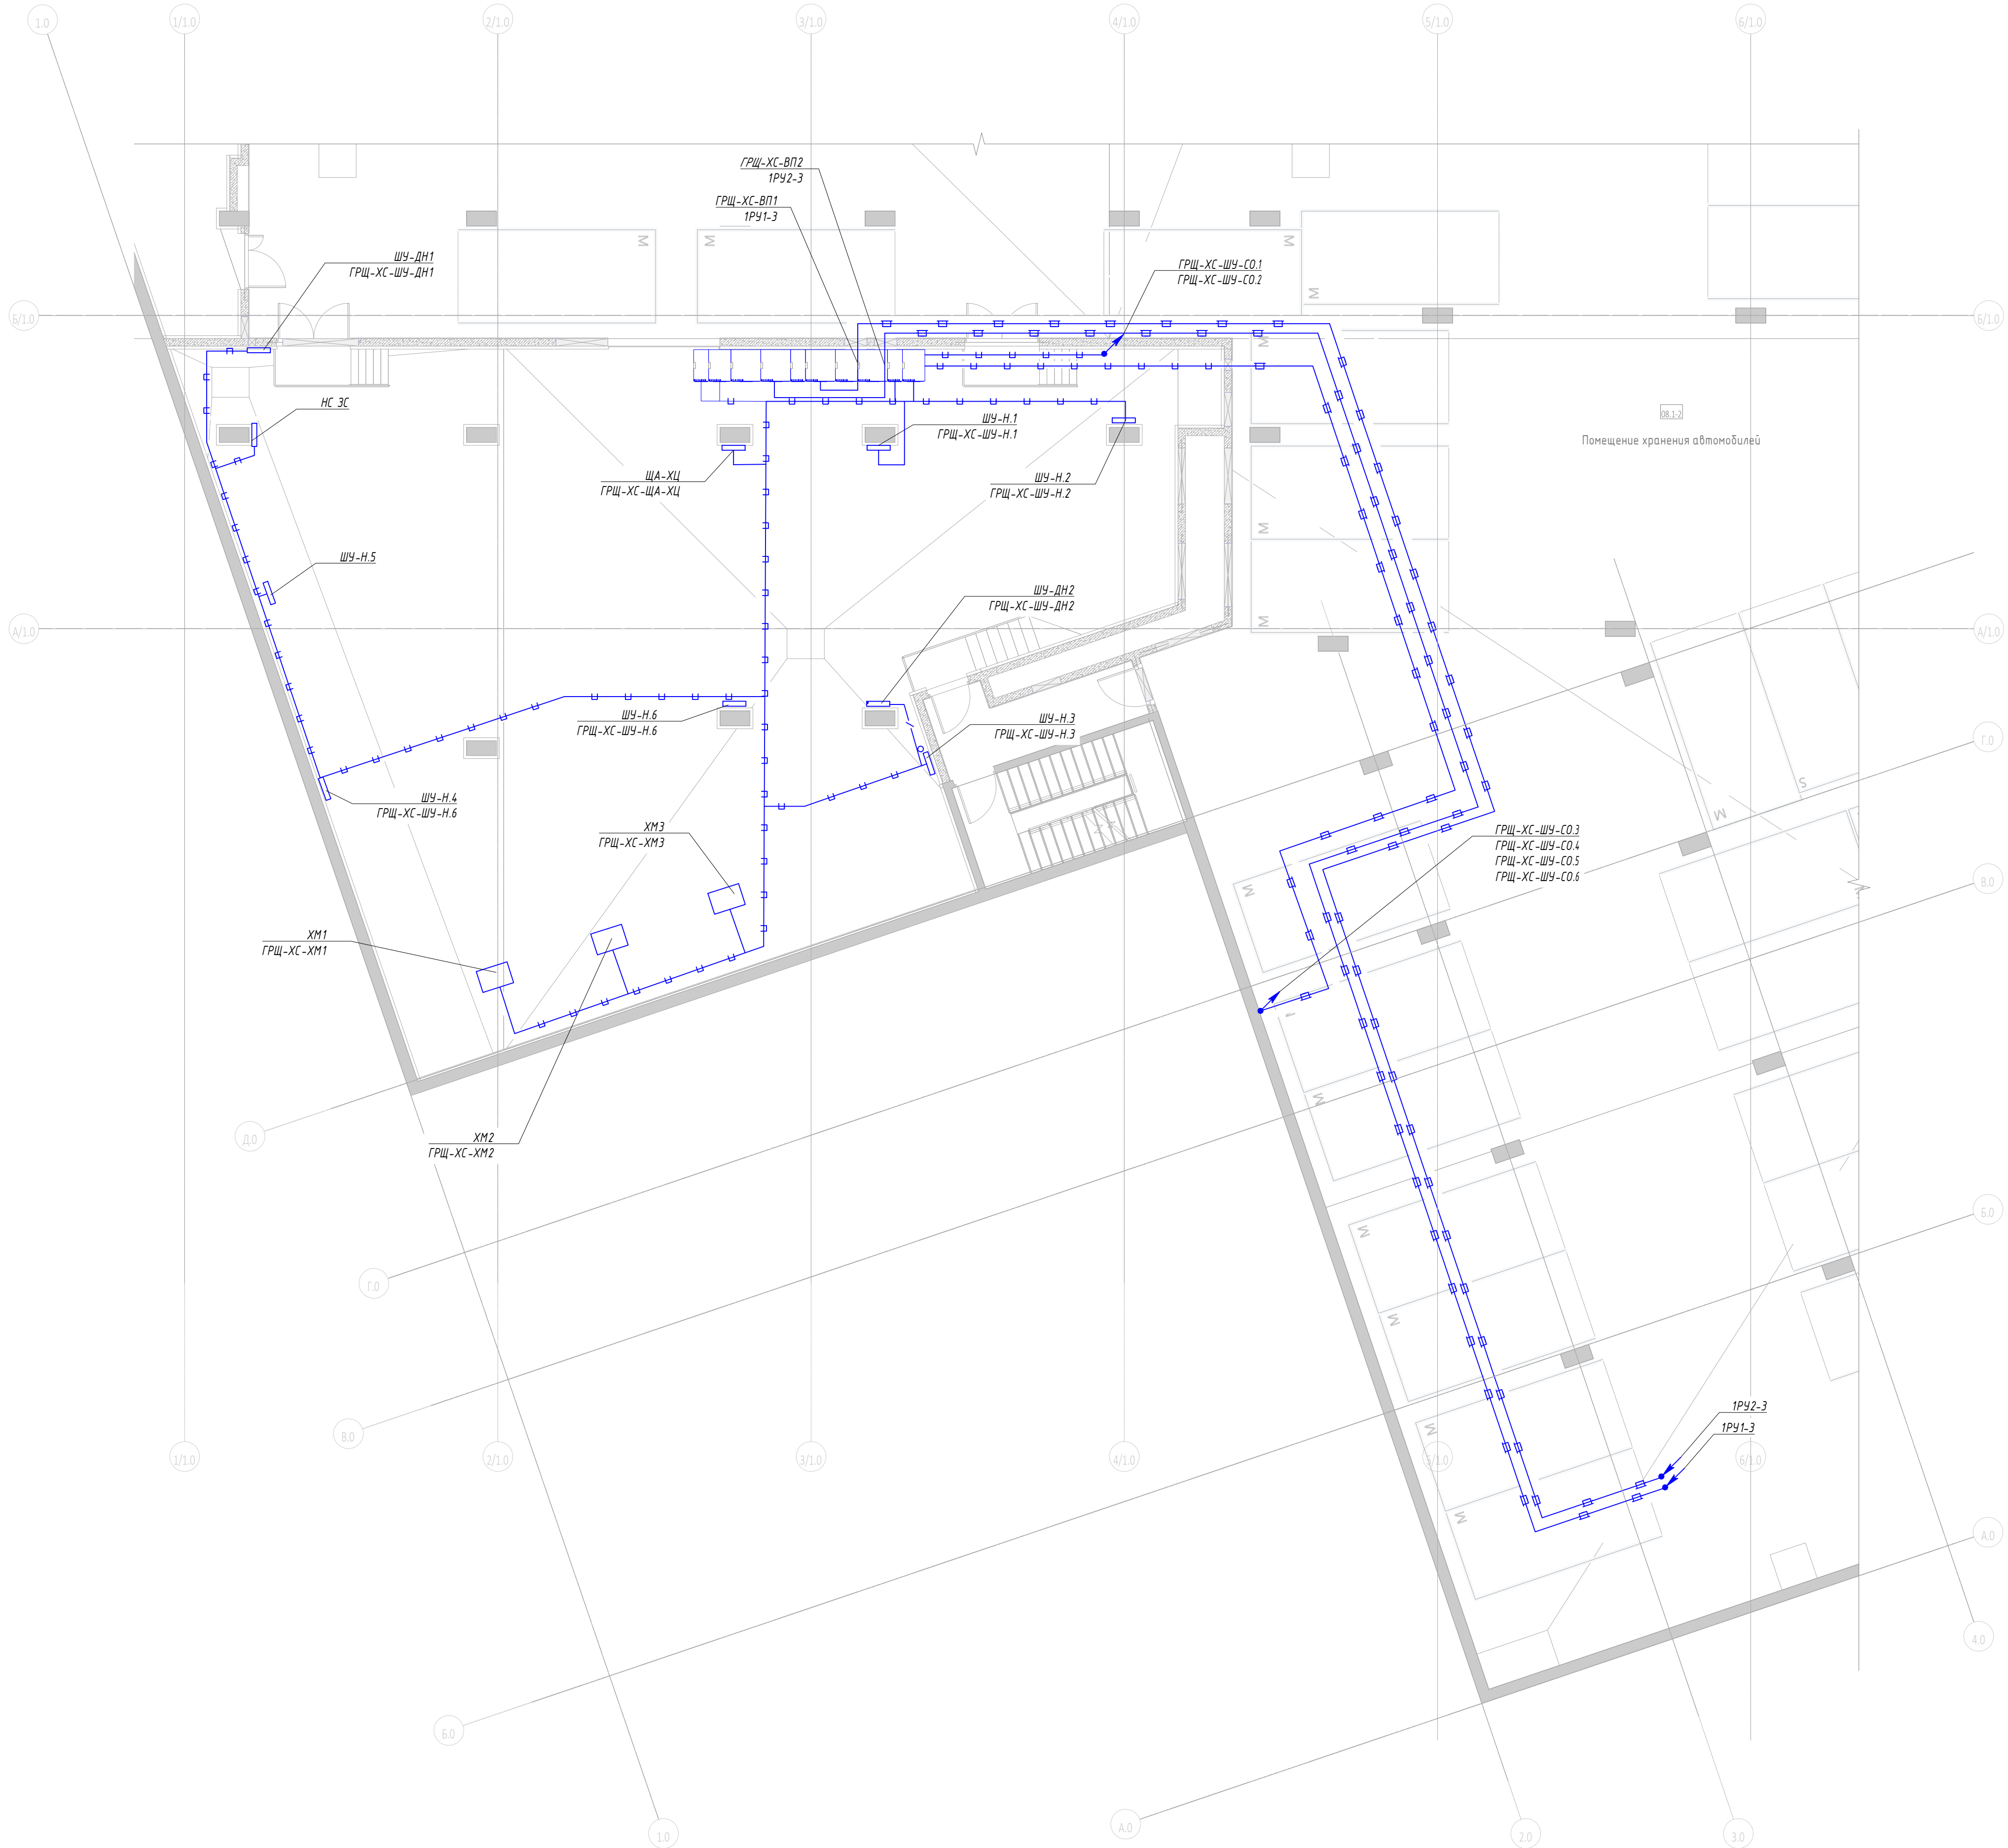 1.0
1/1.0
2/1.0
3/1.0
4/1.0
5/1.0
6/1.0
ГРЩ-ХС-ВП2
1РУ2-3
ГРЩ-ХС-ВП1
1РУ1-3
М
М
М
ШУ-ДН1
ГРЩ-ХС-ШУ-ДН1
ГРЩ-ХС-ШУ-СО.1
ГРЩ-ХС-ШУ-СО.2
М
Б/1.0
Б/1.0
М
НС ЗС
08.1-2
Помещение хранения автомобилей
ШУ-Н.1
ГРЩ-ХС-ШУ-Н.1
ЩА-ХЦ
ГРЩ-ХС-ЩА-ХЦ
ШУ-Н.2
ГРЩ-ХС-ШУ-Н.2
М
ШУ-Н.5
ШУ-ДН2
ГРЩ-ХС-ШУ-ДН2
М
А/1.0
А/1.0
ШУ-Н.6
ГРЩ-ХС-ШУ-Н.6
ШУ-Н.3
ГРЩ-ХС-ШУ-Н.3
Г.0
S
М
ШУ-Н.4
ГРЩ-ХС-ШУ-Н.6
ХМ3
ГРЩ-ХС-ХМ3
ГРЩ-ХС-ШУ-СО.3
ГРЩ-ХС-ШУ-СО.4
ГРЩ-ХС-ШУ-СО.5
ГРЩ-ХС-ШУ-СО.6
М
В.0
ХМ1
ГРЩ-ХС-ХМ1
М
Д.0
ХМ2
ГРЩ-ХС-ХМ2
Б.0
М
Г.0
М
1РУ2-3
1РУ1-3
М
В.0
1/1.0
2/1.0
3/1.0
4/1.0
5/1.0
6/1.0
М
А.0
4.0
Б.0
А.0
1.0
2.0
3.0